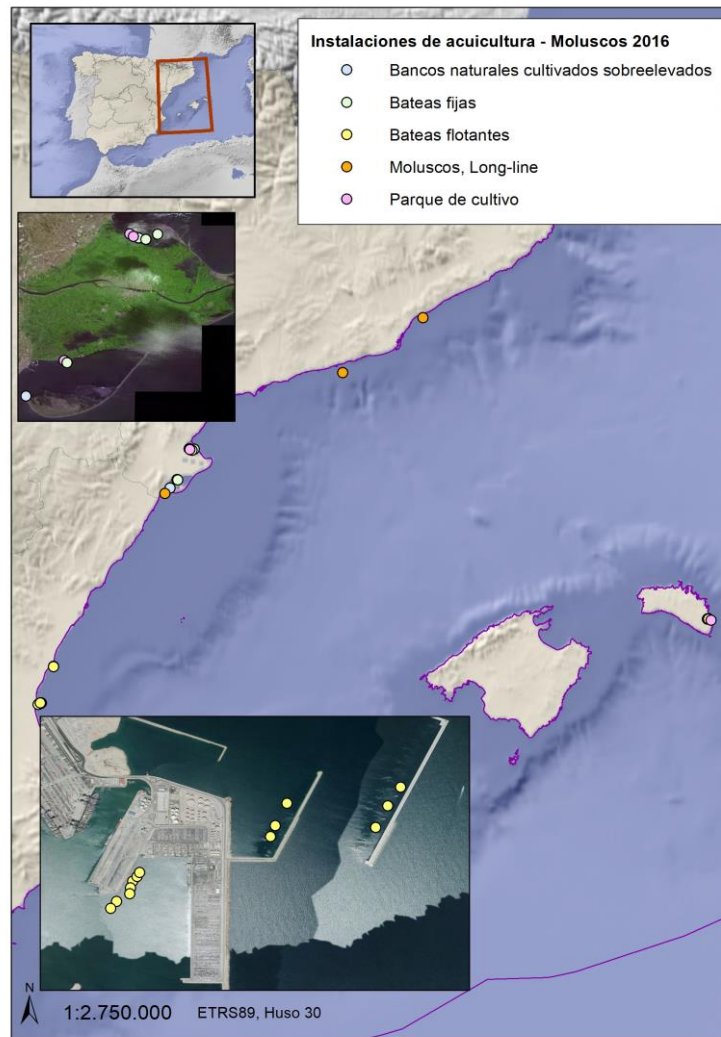 Instalaciones de acuicultura - Moluscos 2016
Bancos naturales cultivados sobreelevados
Bateas fijas
Bateas flotantes
Moluscos, Long-line
Parque de cultivo
N
1:2.750.000 ETRS89, Huso 30